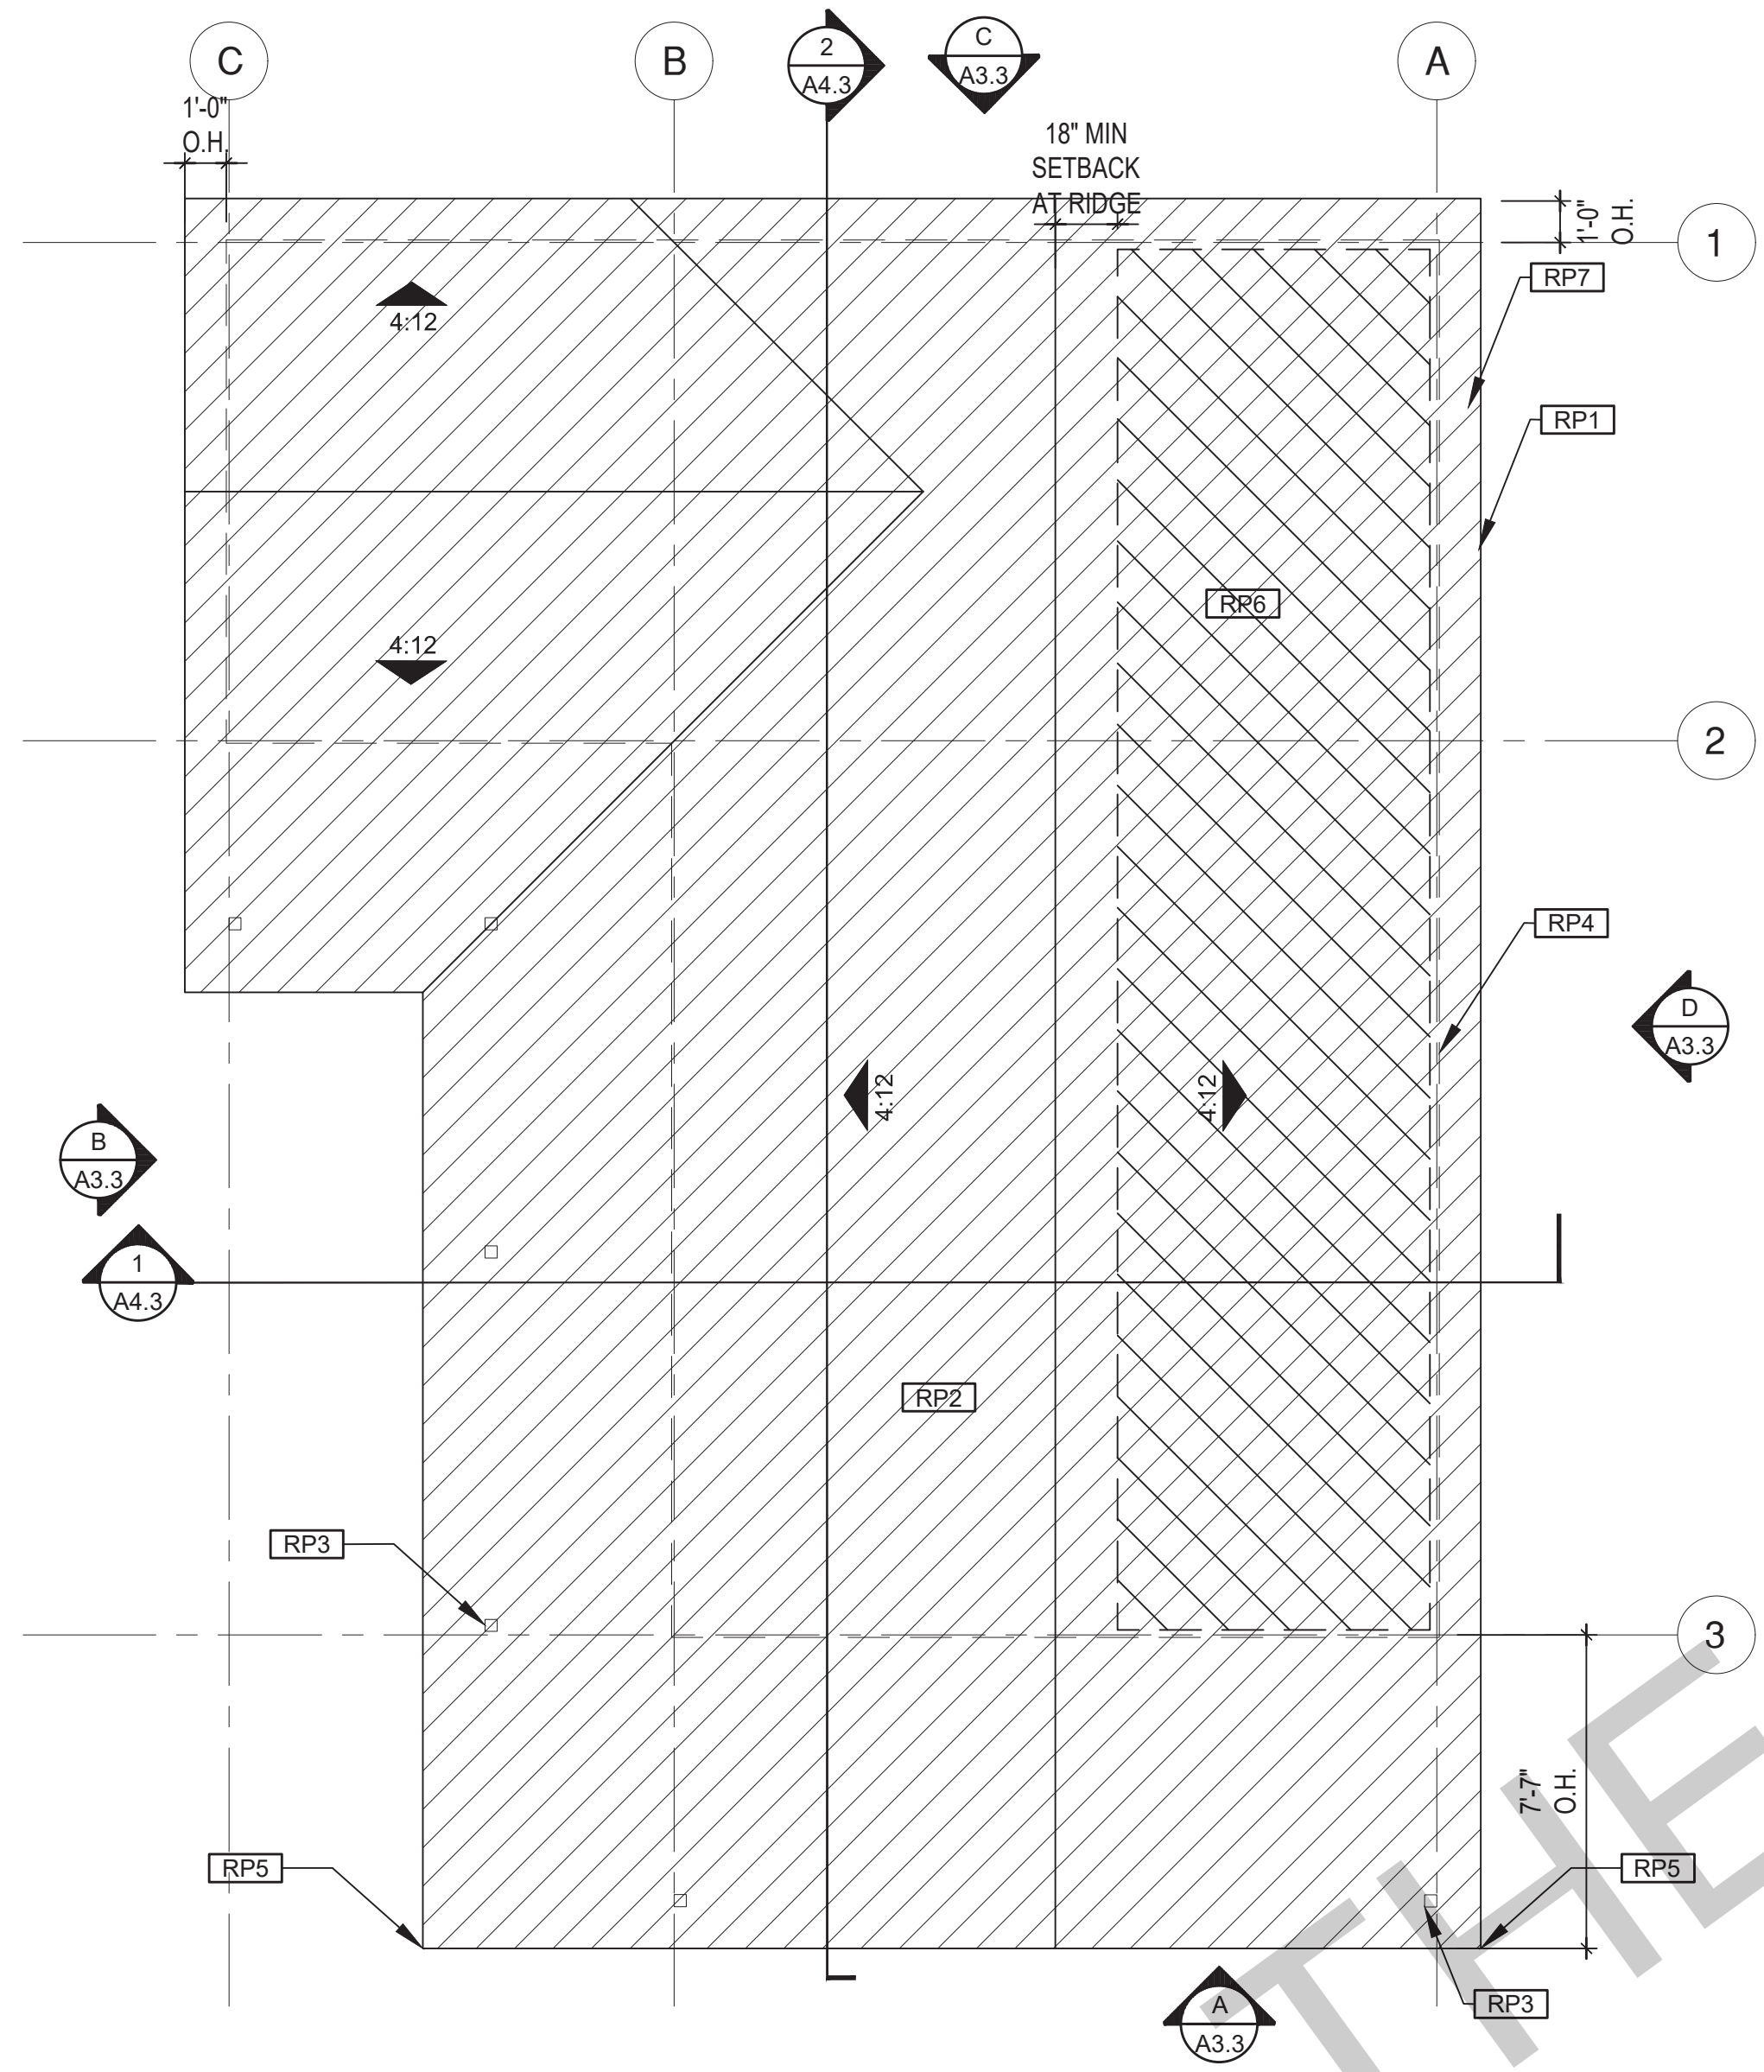 C
B
2
A4.3
C
A3.3
A
1'-0"
O.H.
18" MIN
SETBACK
AT RIDGE
1'-0"
O.H.
1
RP7
4:12
RP1
RP6
4:12
2
RP4
D
A3.3
4:12
4:12
B
A3.3
1
A4.3
RP2
RP3
3
7'-7"
O.H.
RP5
RP5
A
A3.3
RP3
THE